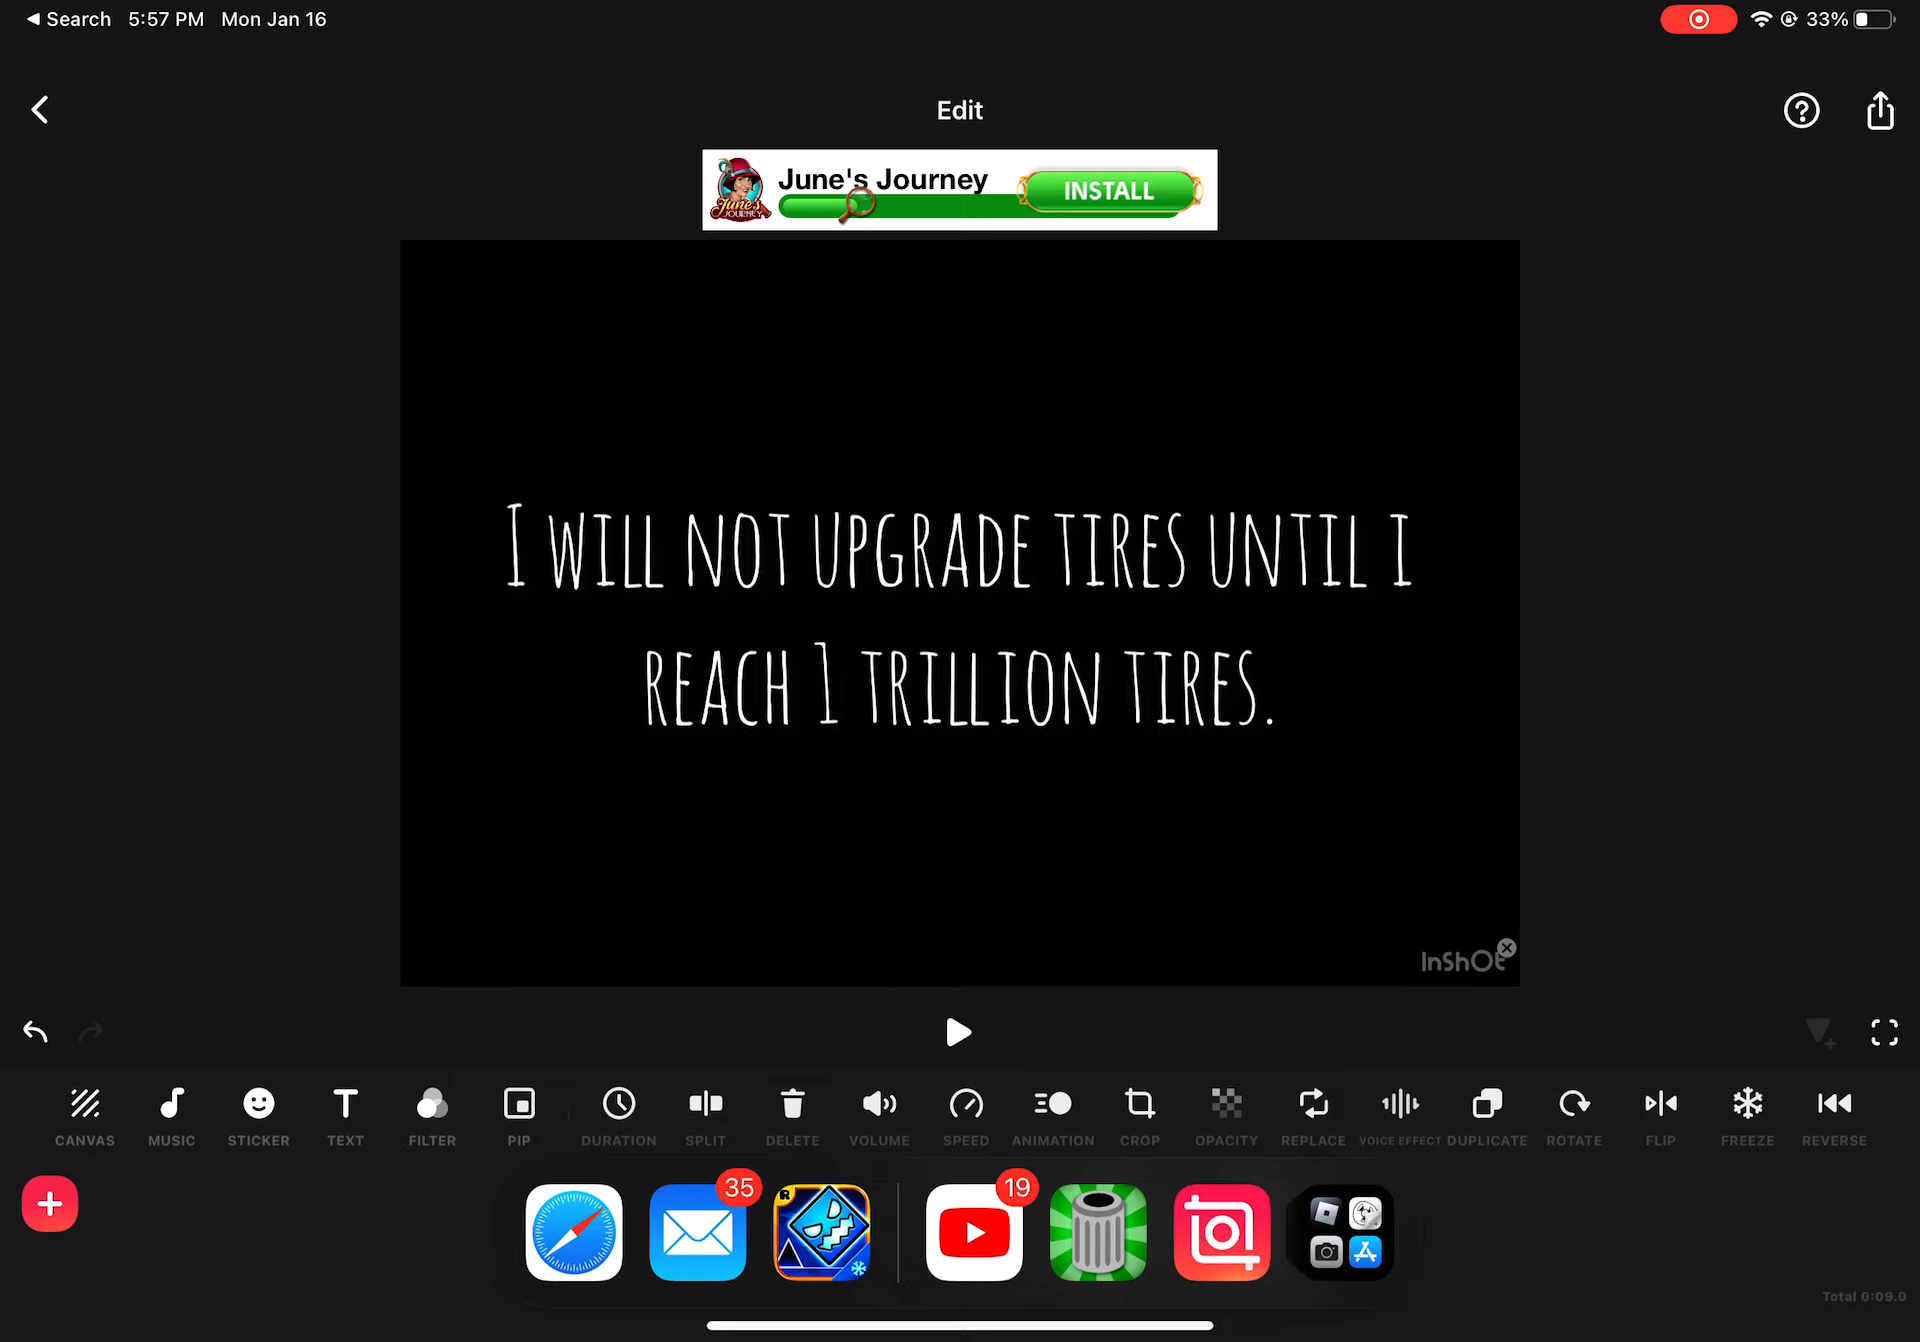 Search 5:57 PM Mon Jan 16
33%
Edit
June's Journey
INSTALL
June's
JOURNEY
I WILL NOT UPGRADE TIRES UNTIL I
REACH 1 TRILLION TIRES.
InShOt
CANVAS MUSIC STICKER TEXT FILTER PIP DURATION SPLIT DELETE VOLUME SPEED ANIMATION CROP OPACITY REPLACE VOICE EFFECT DUPLICATE ROTATE FLIP FREEZE REVERSE
35
19
R
Total 0:09.0